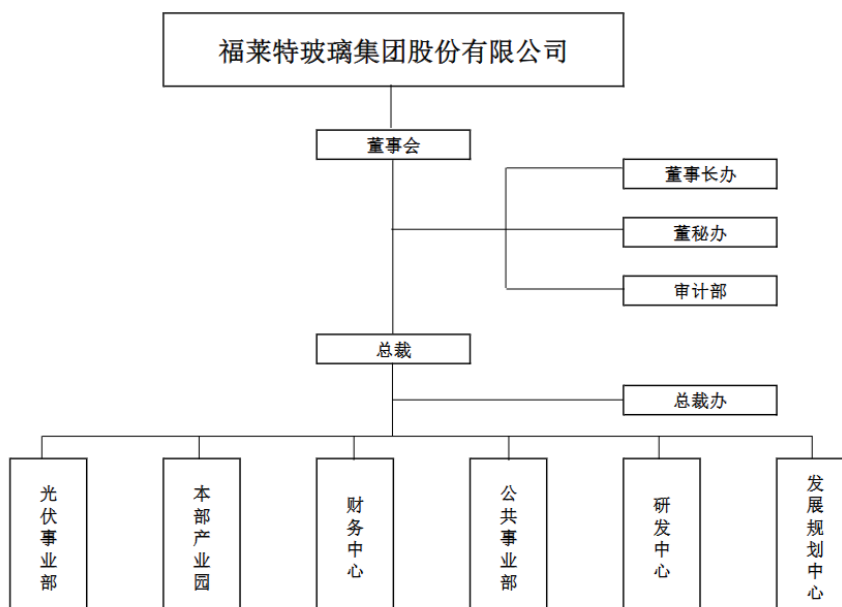 福莱特玻璃集团股份有限公司
董事会
董事长办
董秘办
审计部
总裁
总裁办
光伏事业部
本部产业园
财务中心
公共事业部
研发中心
发展规划中心